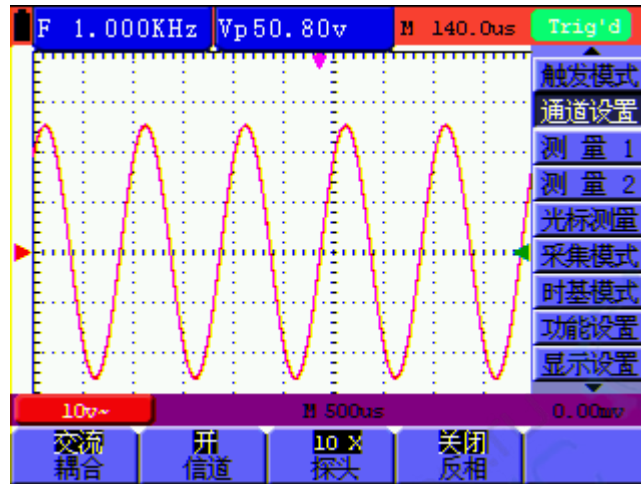 F 1.000KHz Vp50.80v M 140.0us Trig'd
触发模式
通道设置
测 量 1
测 量 2
光标测量
采集模式
时基模式
功能设置
显示设置
10v~ M 500us 0.00mv
交流 开 10 X 关闭
耦合 信道 探头 反相